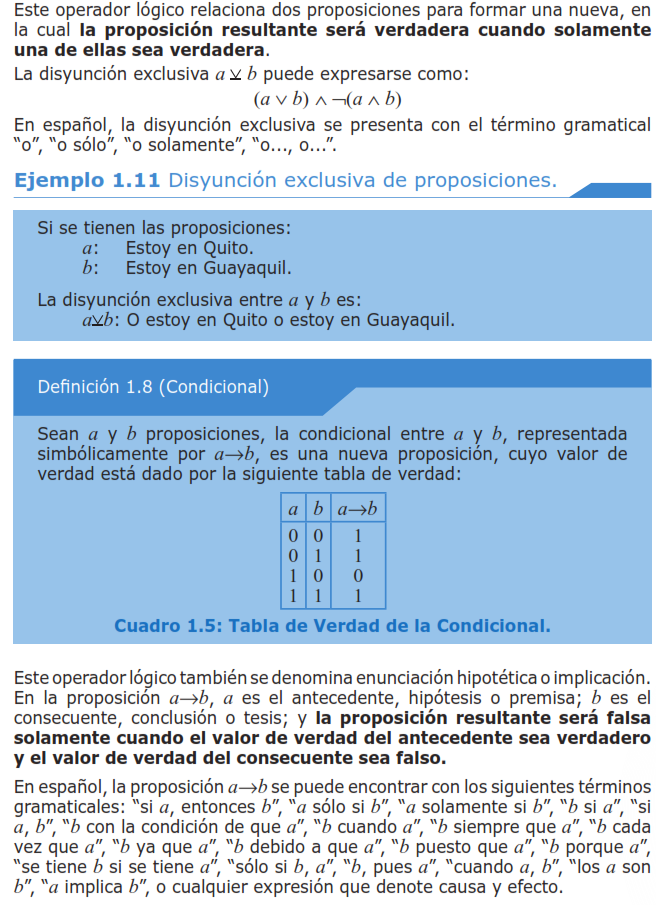 Este operador lógico relaciona dos proposiciones para formar una nueva, en
la cual la proposición resultante será verdadera cuando solamente
una de ellas sea verdadera.
La disyunción exclusiva a ⊻ b puede expresarse como:
(a ∨ b) ∧ ¬(a ∧ b)
En español, la disyunción exclusiva se presenta con el término gramatical
“o”, “o sólo”, “o solamente”, “o..., o...”.
Ejemplo 1.11 Disyunción exclusiva de proposiciones.
Si se tienen las proposiciones:
a: Estoy en Quito.
b: Estoy en Guayaquil.
La disyunción exclusiva entre a y b es:
a⊻b: O estoy en Quito o estoy en Guayaquil.
Definición 1.8 (Condicional)
Sean a y b proposiciones, la condicional entre a y b, representada
simbólicamente por a→b, es una nueva proposición, cuyo valor de
verdad está dado por la siguiente tabla de verdad:
a b a→b
0 0 1
0 1 1
1 0 0
1 1 1
Cuadro 1.5: Tabla de Verdad de la Condicional.
Este operador lógico también se denomina enunciación hipotética o implicación.
En la proposición a→b, a es el antecedente, hipótesis o premisa; b es el
consecuente, conclusión o tesis; y la proposición resultante será falsa
solamente cuando el valor de verdad del antecedente sea verdadero
y el valor de verdad del consecuente sea falso.
En español, la proposición a→b se puede encontrar con los siguientes términos
gramaticales: “si a, entonces b”, “a sólo si b”, “a solamente si b”, “b si a”, “si
a, b”, “b con la condición de que a”, “b cuando a”, “b siempre que a”, “b cada
vez que a”, “b ya que a”, “b debido a que a”, “b puesto que a”, “b porque a”,
“se tiene b si se tiene a”, “sólo si b, a”, “b, pues a”, “cuando a, b”, “los a son
b”, “a implica b”, o cualquier expresión que denote causa y efecto.